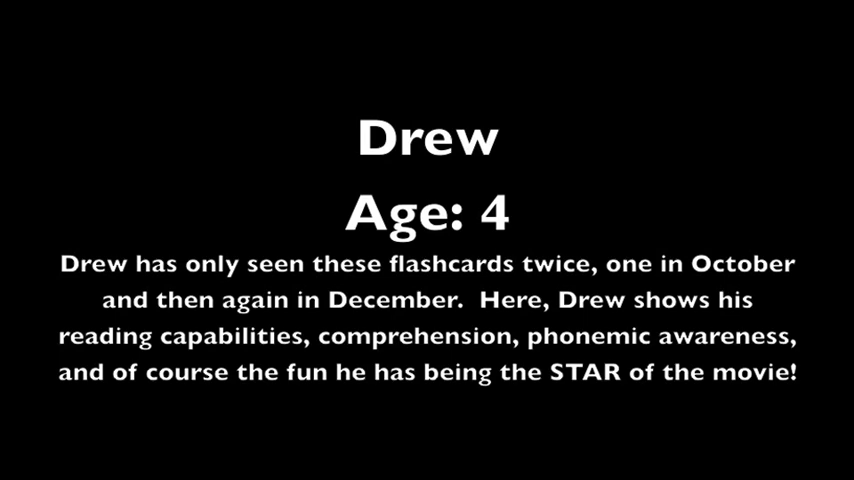 Drew
Age: 4
Drew has only seen these flashcards twice, one in October
and then again in December.  Here, Drew shows his
reading capabilities, comprehension, phonemic awareness,
and of course the fun he has being the STAR of the movie!